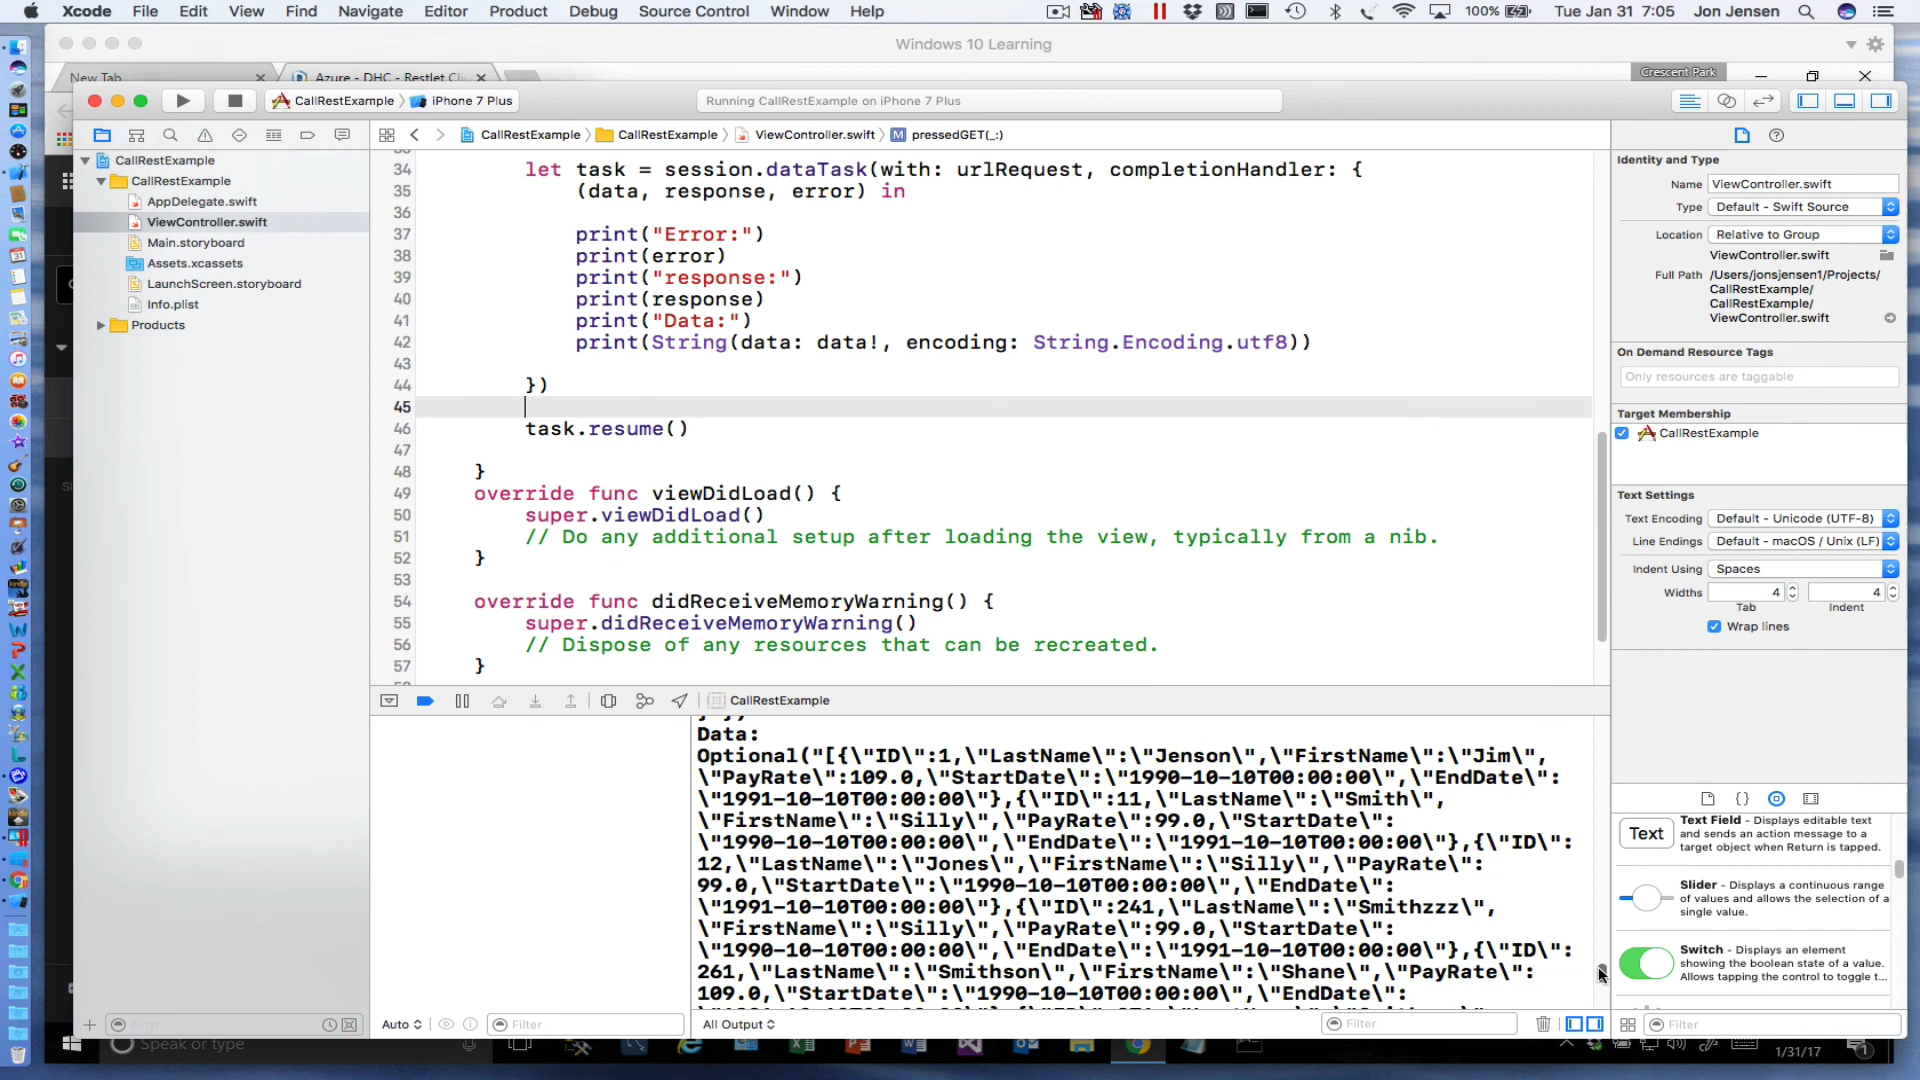 Xcode File Edit View Find Navigate Editor Product Debug Source Control Window Help 100% Tue Jan 31 7:05 Jon Jensen
Windows 10 Learning
New Tab Azure - DHC - Restlet Cli Crescent Park
CallRestExample iPhone 7 Plus Running CallRestExample on iPhone 7 Plus
CallRestExample CallRestExample ViewController.swift M pressedGET(_:)
CallRestExample
CallRestExample
AppDelegate.swift
ViewController.swift
Main.storyboard
Assets.xcassets
LaunchScreen.storyboard
Info.plist
Products
34 let task = session.dataTask(with: urlRequest, completionHandler: {
35 (data, response, error) in
36
37 print("Error:")
38 print(error)
39 print("response:")
40 print(response)
41 print("Data:")
42 print(String(data: data!, encoding: String.Encoding.utf8))
43
44 })
45
46 task.resume()
47
48 }
49 override func viewDidLoad() {
50 super.viewDidLoad()
51 // Do any additional setup after loading the view, typically from a nib.
52 }
53
54 override func didReceiveMemoryWarning() {
55 super.didReceiveMemoryWarning()
56 // Dispose of any resources that can be recreated.
57 }
CallRestExample
Data:
Optional("[{\"ID\":1,\"LastName\":\"Jenson\",\"FirstName\":\"Jim\",
\"PayRate\":109.0,\"StartDate\":\"1990-10-10T00:00:00\",\"EndDate\":
\"1991-10-10T00:00:00\"},{\"ID\":11,\"LastName\":\"Smith\",
\"FirstName\":\"Silly\",\"PayRate\":99.0,\"StartDate\":
\"1990-10-10T00:00:00\",\"EndDate\":\"1991-10-10T00:00:00\"},{\"ID\":
12,\"LastName\":\"Jones\",\"FirstName\":\"Silly\",\"PayRate\":
99.0,\"StartDate\":\"1990-10-10T00:00:00\",\"EndDate\":
\"1991-10-10T00:00:00\"},{\"ID\":241,\"LastName\":\"Smithzzz\",
\"FirstName\":\"Silly\",\"PayRate\":99.0,\"StartDate\":
\"1990-10-10T00:00:00\",\"EndDate\":\"1991-10-10T00:00:00\"},{\"ID\":
261,\"LastName\":\"Smithson\",\"FirstName\":\"Shane\",\"PayRate\":
109.0,\"StartDate\":\"1990-10-10T00:00:00\",\"EndDate\":
Filter
Auto Filter
All Output Filter
Identity and Type
Name ViewController.swift
Type Default - Swift Source
Location Relative to Group
ViewController.swift
Full Path /Users/jonsjensen1/Projects/
CallRestExample/
CallRestExample/
ViewController.swift
On Demand Resource Tags
Only resources are taggable
Target Membership
CallRestExample
Text Settings
Text Encoding Default - Unicode (UTF-8)
Line Endings Default - macOS / Unix (LF)
Indent Using Spaces
Widths 4 4
Tab Indent
Wrap lines
Text
Text Field - Displays editable text
and sends an action message to a
target object when Return is tapped.
Slider - Displays a continuous range
of values and allows the selection of a
single value.
Switch - Displays an element
showing the boolean state of a value.
Allows tapping the control to toggle t...
Filter
Speak or type
1/31/17